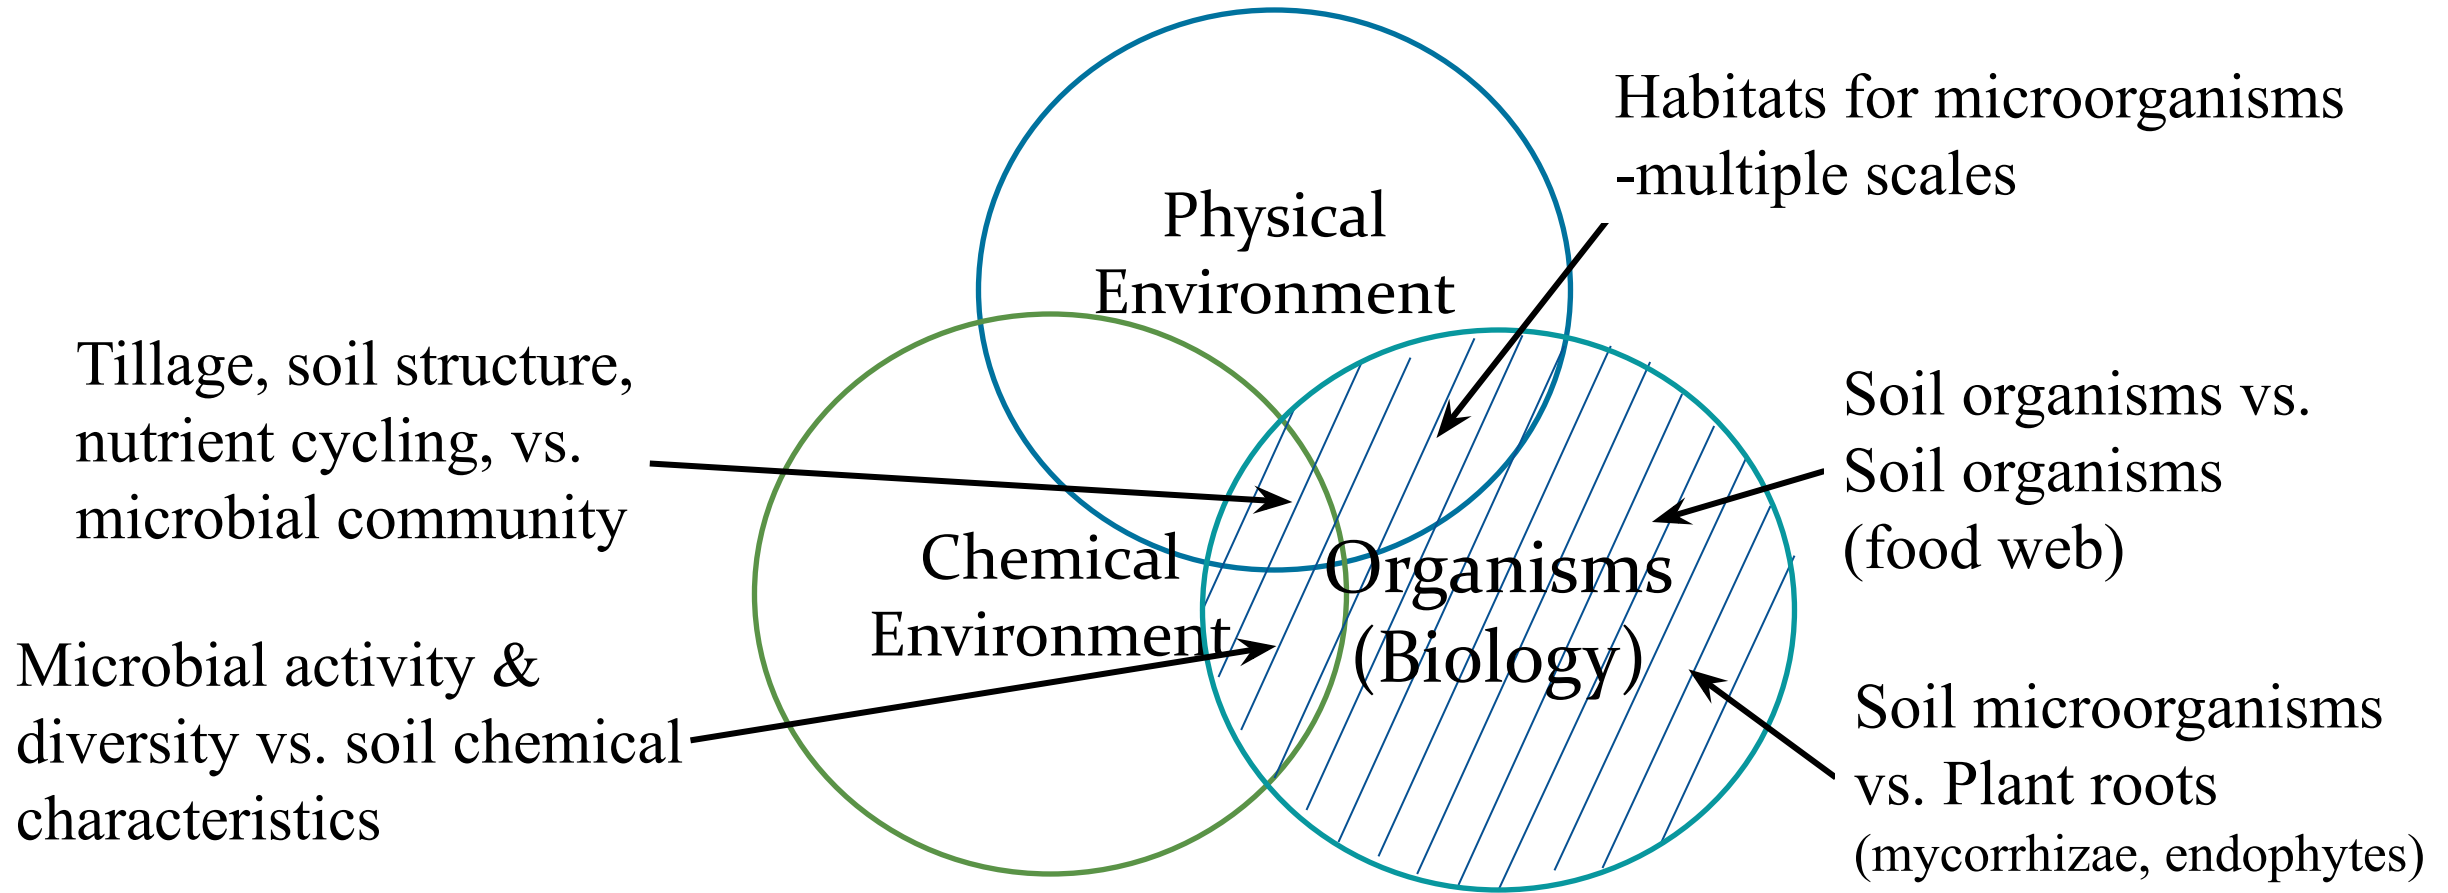 Physical
Environment
Habitats for microorganisms
-multiple scales
Tillage, soil structure,
nutrient cycling, vs.
microbial community
Soil organisms vs.
Soil organisms
(food web)
Chemical
Environment
Organisms
(Biology)
Microbial activity &
diversity vs. soil chemical
characteristics
Soil microorganisms
vs. Plant roots
(mycorrhizae, endophytes)